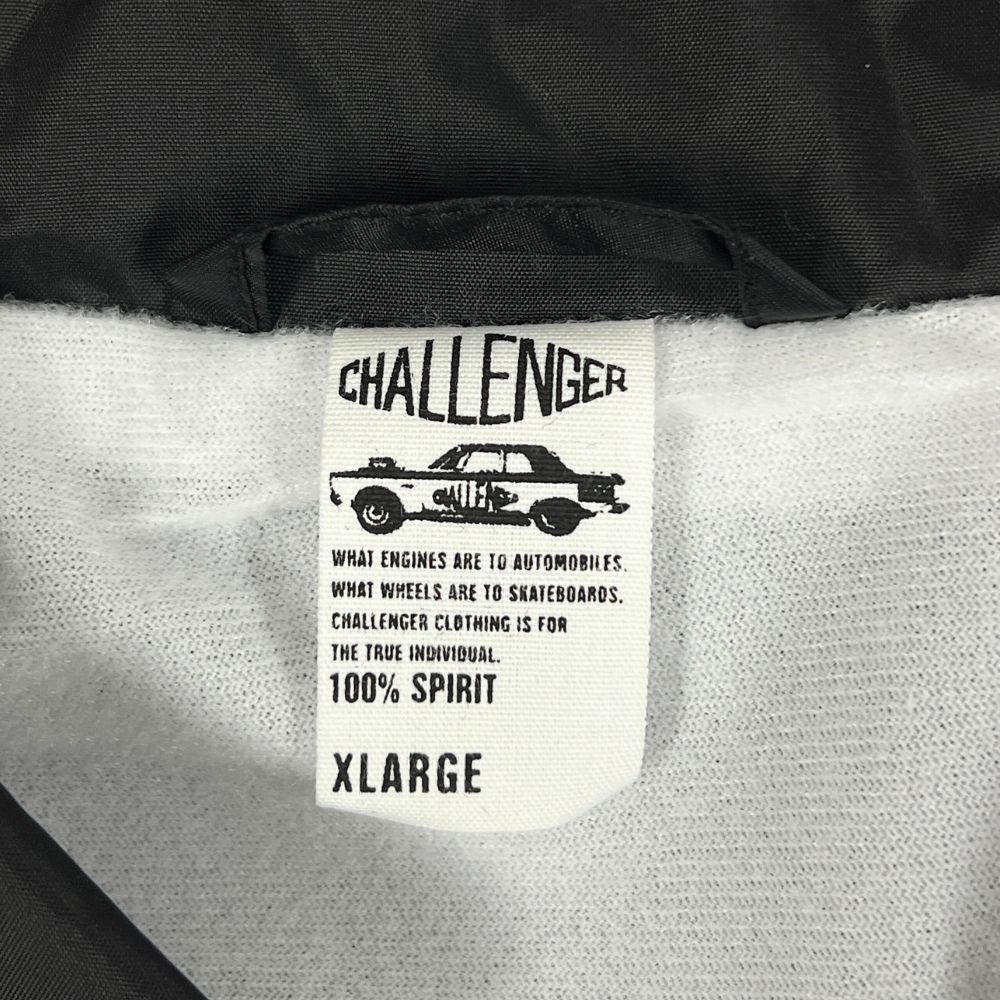 CHALLENGER
CHALLENGER
WHAT ENGINES ARE TO AUTOMOBILES.
WHAT WHEELS ARE TO SKATEBOARDS.
CHALLENGER CLOTHING IS FOR
THE TRUE INDIVIDUAL.
100% SPIRIT
XLARGE